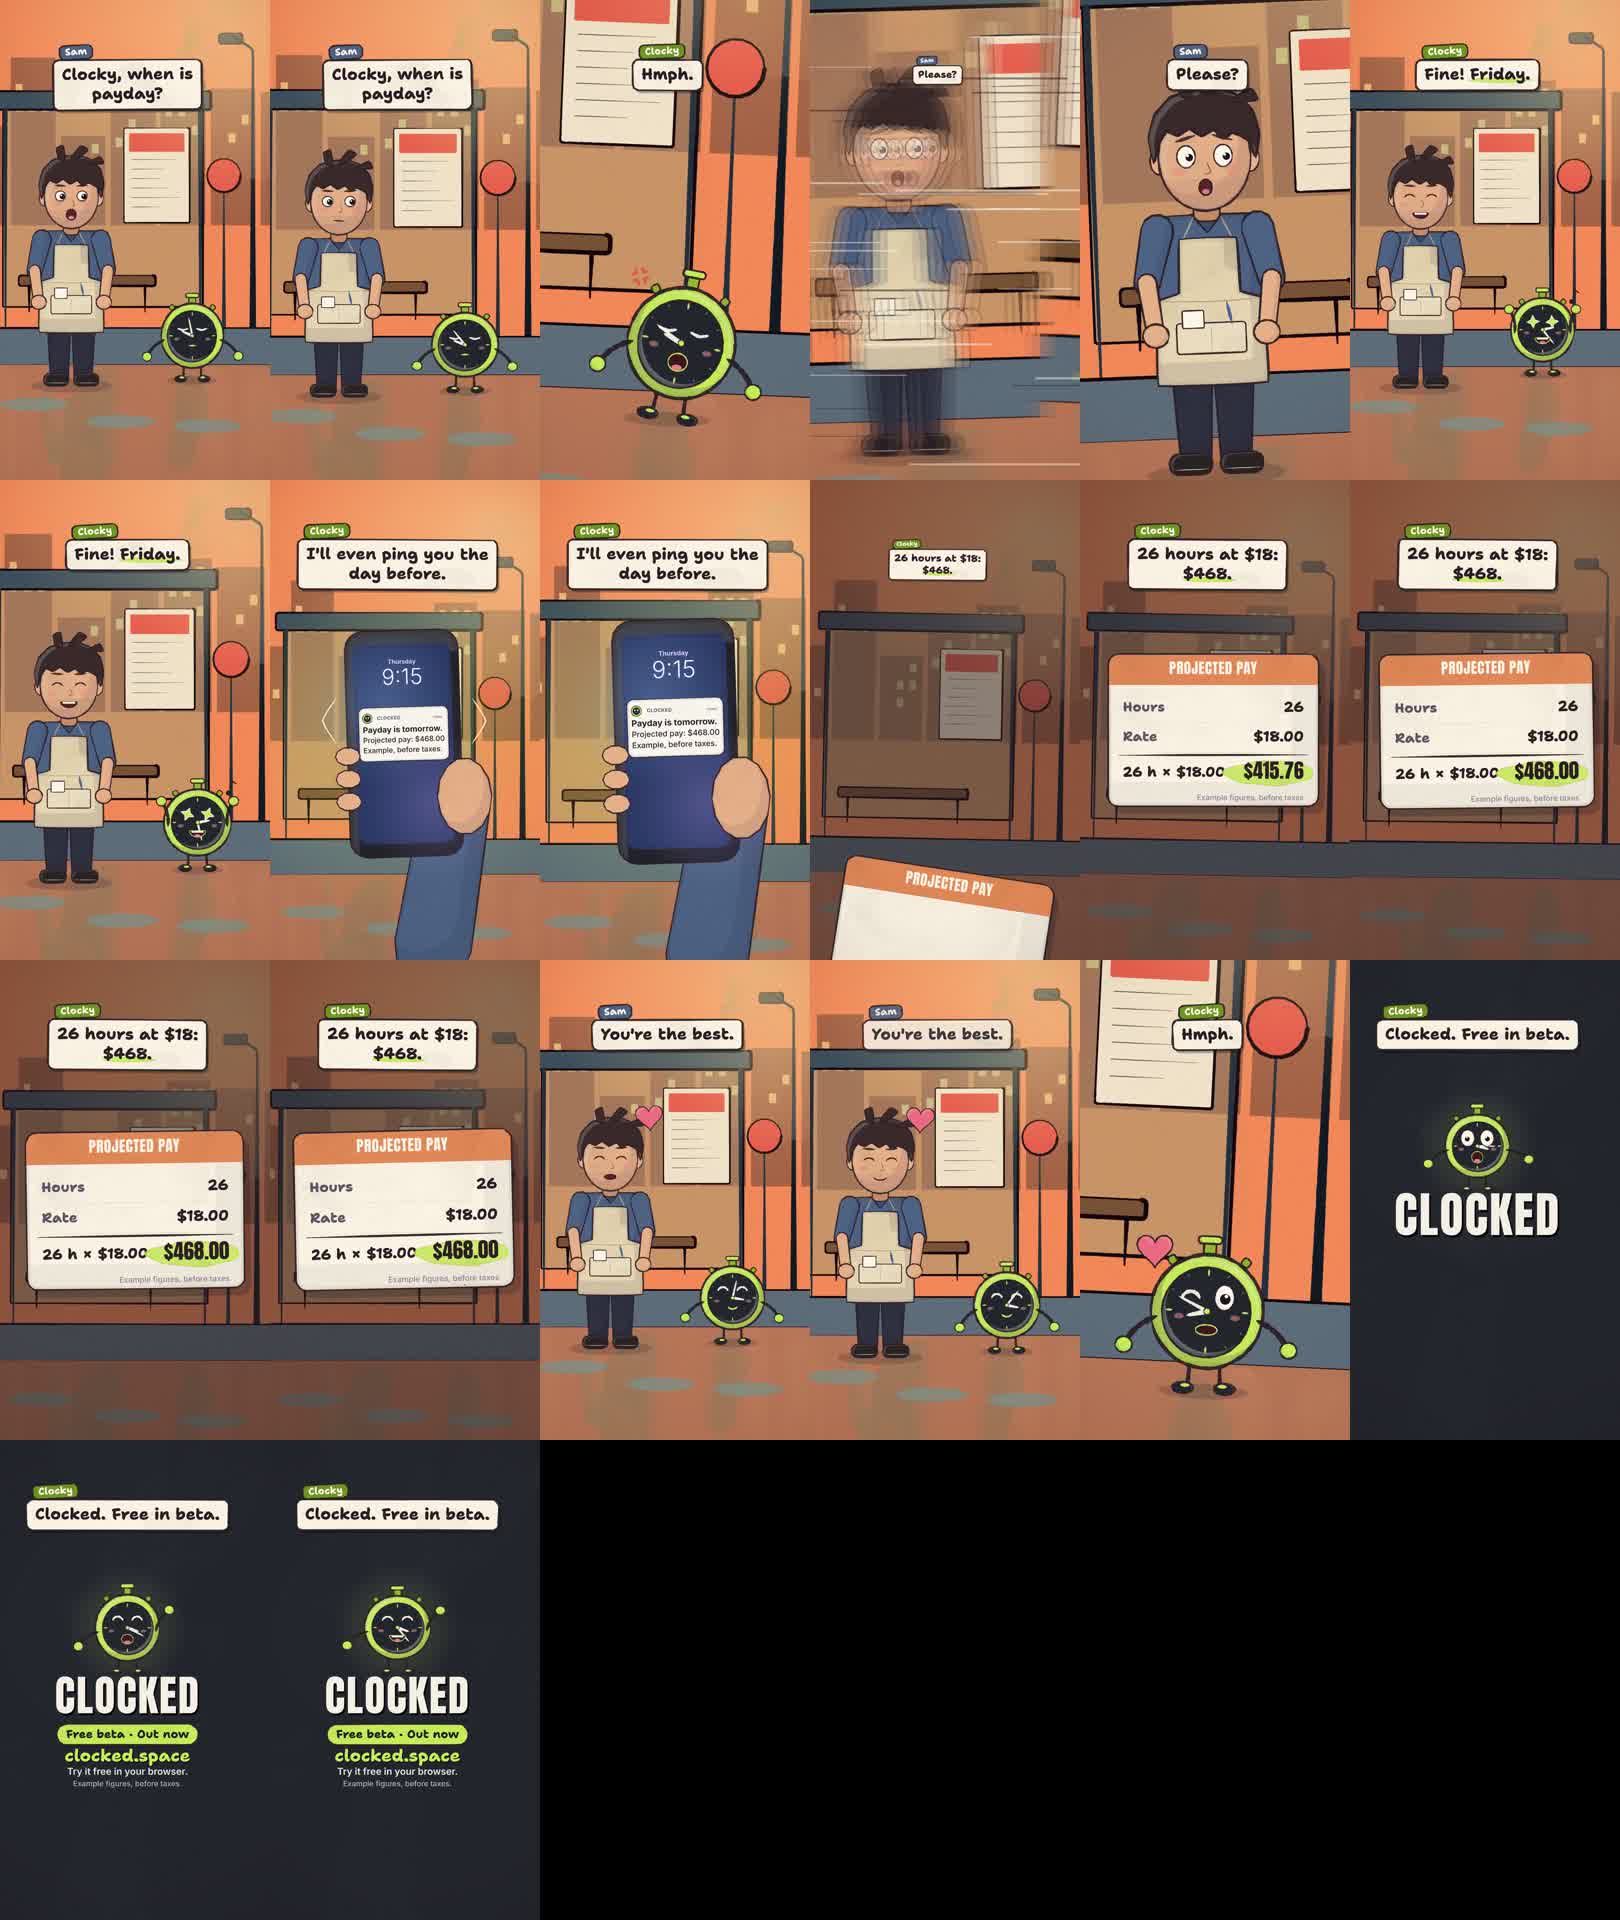 Sam
Clocky, when is
payday?
Sam
Clocky, when is
payday?
Clocky
Hmph.
Sam
Please?
Sam
Please?
Clocky
Fine! Friday.
Clocky
Fine! Friday.
Clocky
I'll even ping you the
day before.
Thursday
9:15
CLOCKED
Payday is tomorrow.
Projected pay: $468.00
Example, before taxes.
Clocky
I'll even ping you the
day before.
Thursday
9:15
CLOCKED
Payday is tomorrow.
Projected pay: $468.00
Example, before taxes.
Clocky
26 hours at $18:
$468.
PROJECTED PAY
Clocky
26 hours at $18:
$468.
PROJECTED PAY
Hours 26
Rate $18.00
26 h × $18.00 $415.76
Example figures, before taxes
Clocky
26 hours at $18:
$468.
PROJECTED PAY
Hours 26
Rate $18.00
26 h × $18.00 $468.00
Example figures, before taxes
Clocky
26 hours at $18:
$468.
PROJECTED PAY
Hours 26
Rate $18.00
26 h × $18.00 $468.00
Example figures, before taxes
Clocky
26 hours at $18:
$468.
PROJECTED PAY
Hours 26
Rate $18.00
26 h × $18.00 $468.00
Example figures, before taxes
Sam
You're the best.
Sam
You're the best.
Clocky
Hmph.
Clocky
Clocked. Free in beta.
CLOCKED
Clocky
Clocked. Free in beta.
CLOCKED
Free beta · Out now
clocked.space
Try it free in your browser.
Example figures, before taxes.
Clocky
Clocked. Free in beta.
CLOCKED
Free beta · Out now
clocked.space
Try it free in your browser.
Example figures, before taxes.